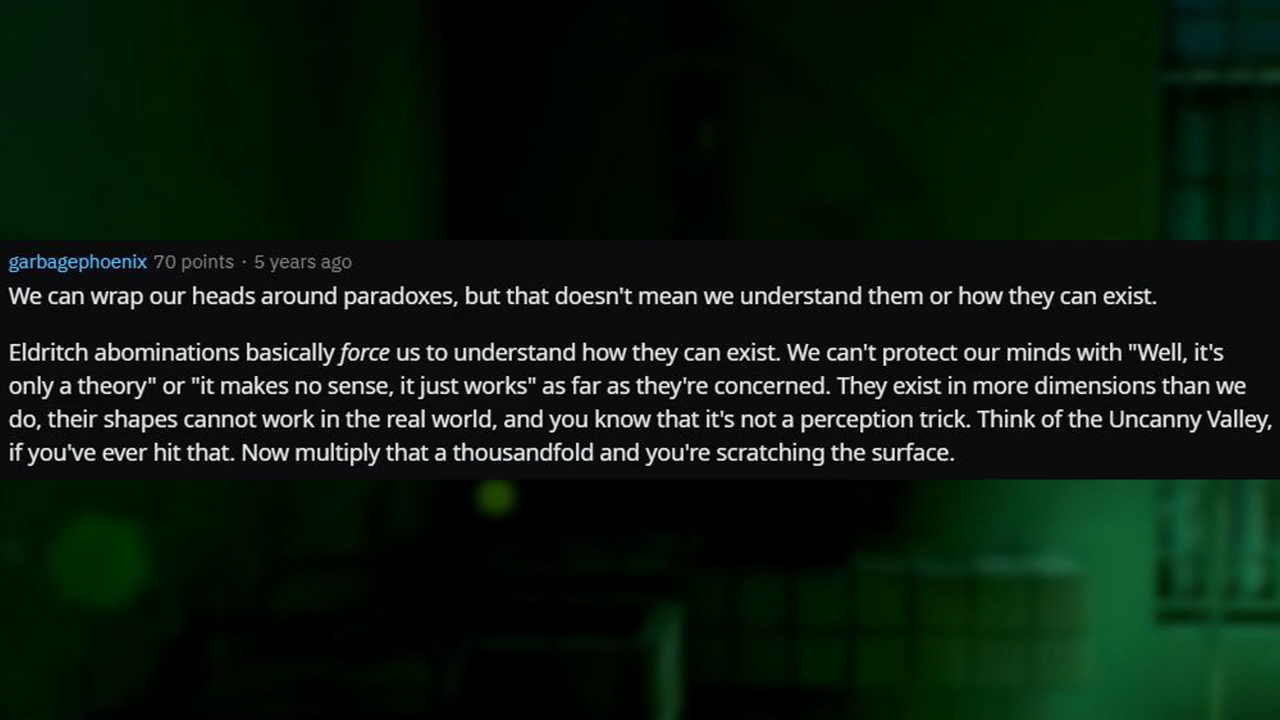 garbagephoenix 70 points · 5 years ago
We can wrap our heads around paradoxes, but that doesn't mean we understand them or how they can exist.
Eldritch abominations basically force us to understand how they can exist. We can't protect our minds with "Well, it's
only a theory" or "it makes no sense, it just works" as far as they're concerned. They exist in more dimensions than we
do, their shapes cannot work in the real world, and you know that it's not a perception trick. Think of the Uncanny Valley,
if you've ever hit that. Now multiply that a thousandfold and you're scratching the surface.